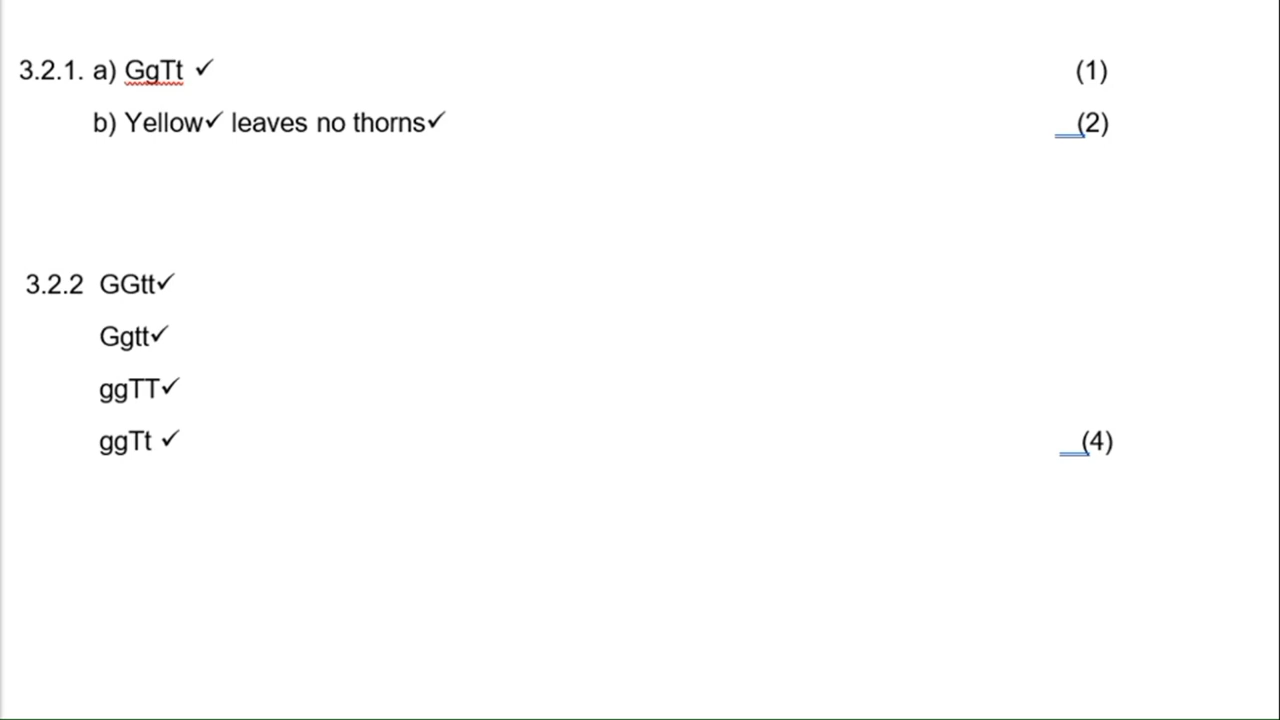 3.2.1. a) GgTt ✓ (1)
b) Yellow✓ leaves no thorns✓ (2)
3.2.2 GGtt✓
Ggtt✓
ggTT✓
ggTt ✓ (4)